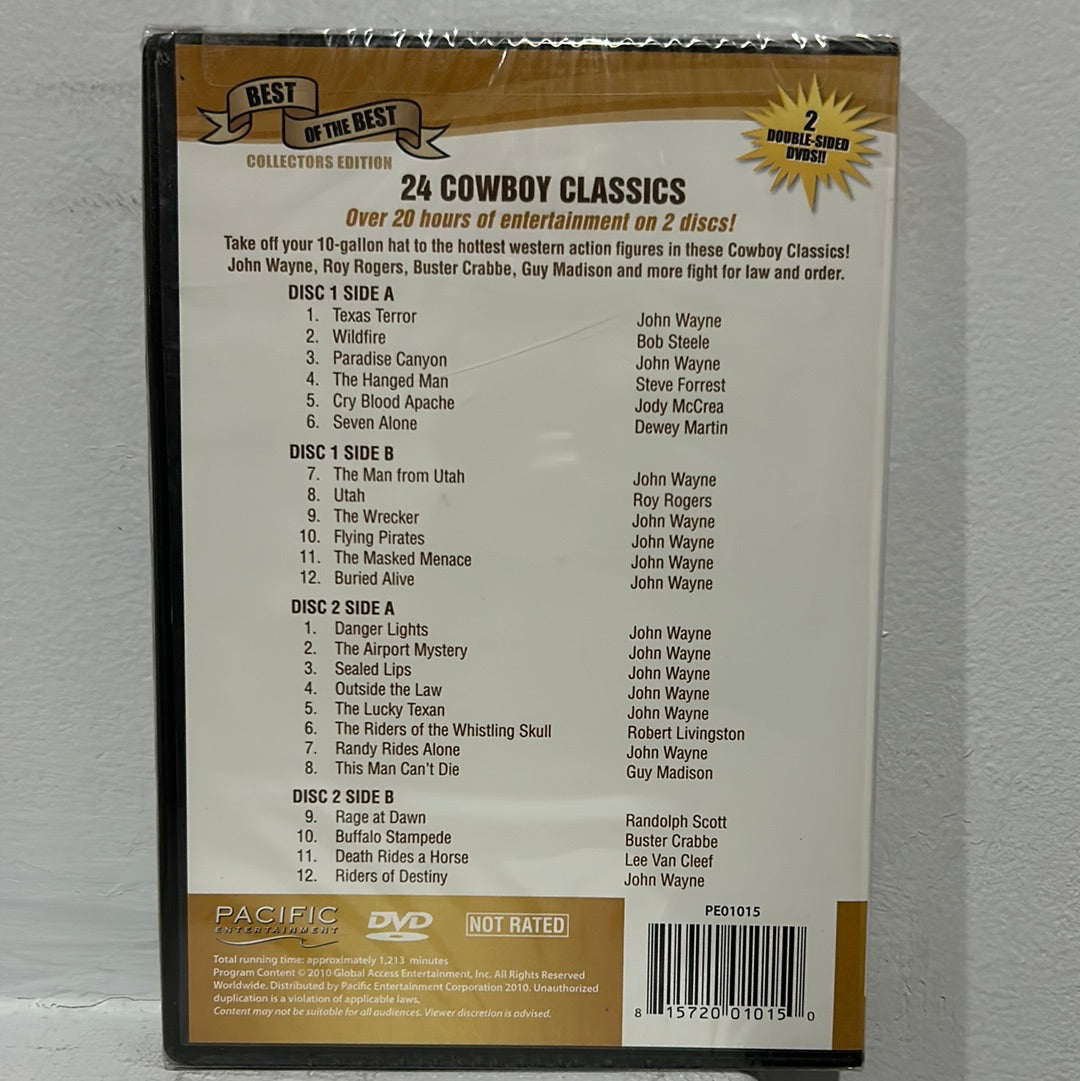 BEST
OF THE BEST
COLLECTORS EDITION
2
DOUBLE-SIDED
DVDS!!
24 COWBOY CLASSICS
Over 20 hours of entertainment on 2 discs!
Take off your 10-gallon hat to the hottest western action figures in these Cowboy Classics!
John Wayne, Roy Rogers, Buster Crabbe, Guy Madison and more fight for law and order.
DISC 1 SIDE A
1. Texas Terror John Wayne
2. Wildfire Bob Steele
3. Paradise Canyon John Wayne
4. The Hanged Man Steve Forrest
5. Cry Blood Apache Jody McCrea
6. Seven Alone Dewey Martin
DISC 1 SIDE B
7. The Man from Utah John Wayne
8. Utah Roy Rogers
9. The Wrecker John Wayne
10. Flying Pirates John Wayne
11. The Masked Menace John Wayne
12. Buried Alive John Wayne
DISC 2 SIDE A
1. Danger Lights John Wayne
2. The Airport Mystery John Wayne
3. Sealed Lips John Wayne
4. Outside the Law John Wayne
5. The Lucky Texan John Wayne
6. The Riders of the Whistling Skull Robert Livingston
7. Randy Rides Alone John Wayne
8. This Man Can't Die Guy Madison
DISC 2 SIDE B
9. Rage at Dawn Randolph Scott
10. Buffalo Stampede Buster Crabbe
11. Death Rides a Horse Lee Van Cleef
12. Riders of Destiny John Wayne
PACIFIC
ENTERTAINMENT
DVD
NOT RATED
PE01015
Total running time: approximately 1,213 minutes
Program Content © 2010 Global Access Entertainment, Inc. All Rights Reserved
Worldwide. Distributed by Pacific Entertainment Corporation 2010. Unauthorized
duplication is a violation of applicable laws.
Content may not be suitable for all audiences. Viewer discretion is advised.
8 15720 01015 0